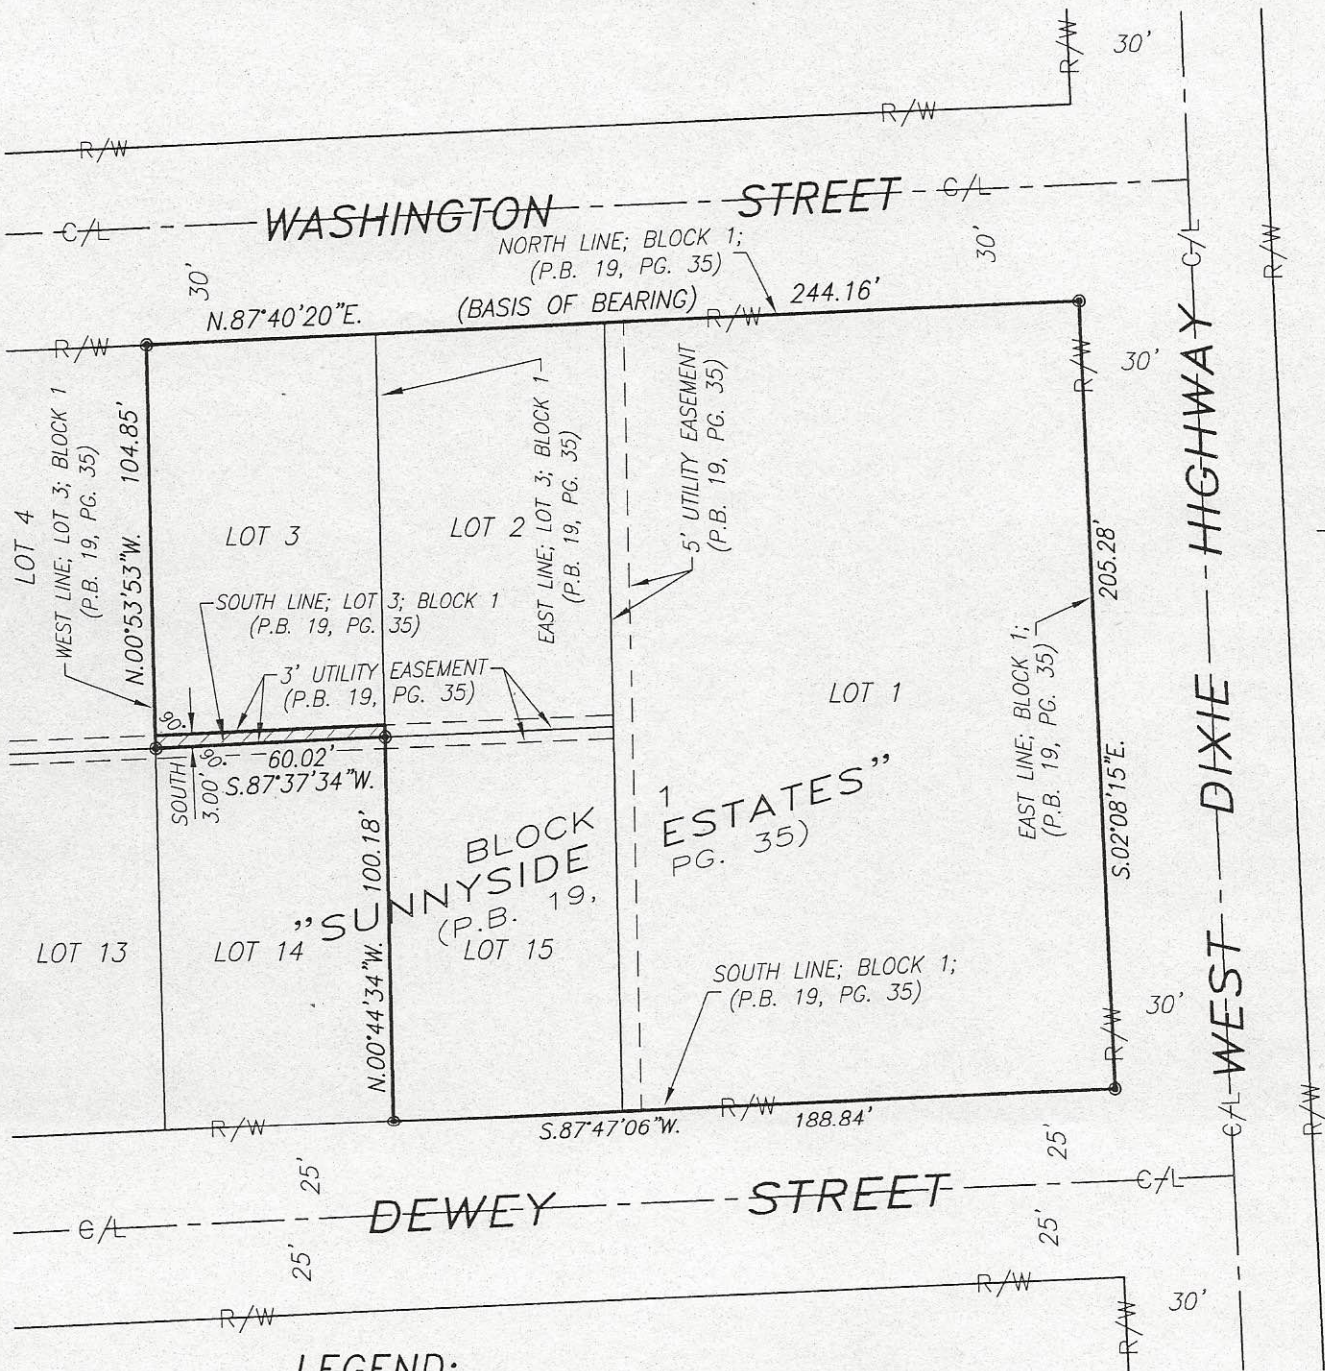 R/W
30'
R/W
R/W
C/L WASHINGTON STREET C/L
30'
NORTH LINE; BLOCK 1;
(P.B. 19, PG. 35)
30'
C/L
R/W
N.87°40'20"E.
(BASIS OF BEARING)
R/W
244.16'
R/W
R/W
30'
LOT 4
WEST LINE; LOT 3; BLOCK 1
(P.B. 19, PG. 35)
N.00°53'53"W. 104.85'
LOT 3
LOT 2
EAST LINE; LOT 3; BLOCK 1
(P.B. 19, PG. 35)
5' UTILITY EASEMENT
(P.B. 19, PG. 35)
SOUTH LINE; LOT 3; BLOCK 1
(P.B. 19, PG. 35)
3' UTILITY EASEMENT
(P.B. 19, PG. 35)
LOT 1
EAST LINE; BLOCK 1;
(P.B. 19, PG. 35)
S.02°08'15"E.
205.28'
C/L WEST DIXIE HIGHWAY
90.
90.
SOUTH
3.00'
60.02'
S.87°37'34"W.
N.00°44'34"W. 100.18'
BLOCK 1
"SUNNYSIDE ESTATES"
(P.B. 19, PG. 35)
LOT 13
LOT 14
LOT 15
SOUTH LINE; BLOCK 1;
(P.B. 19, PG. 35)
R/W
30'
R/W
R/W
S.87°47'06"W.
R/W
188.84'
25'
25'
C/L DEWEY STREET C/L
25'
25'
R/W
R/W
R/W
30'
LEGEND: